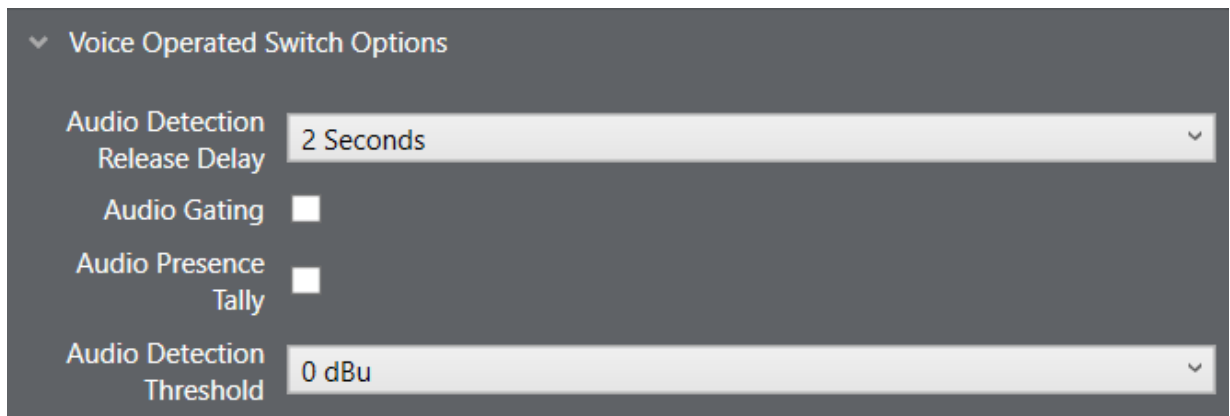 Voice Operated Switch Options
Audio Detection
Release Delay
2 Seconds
Audio Gating
Audio Presence
Tally
Audio Detection
Threshold
0 dBu